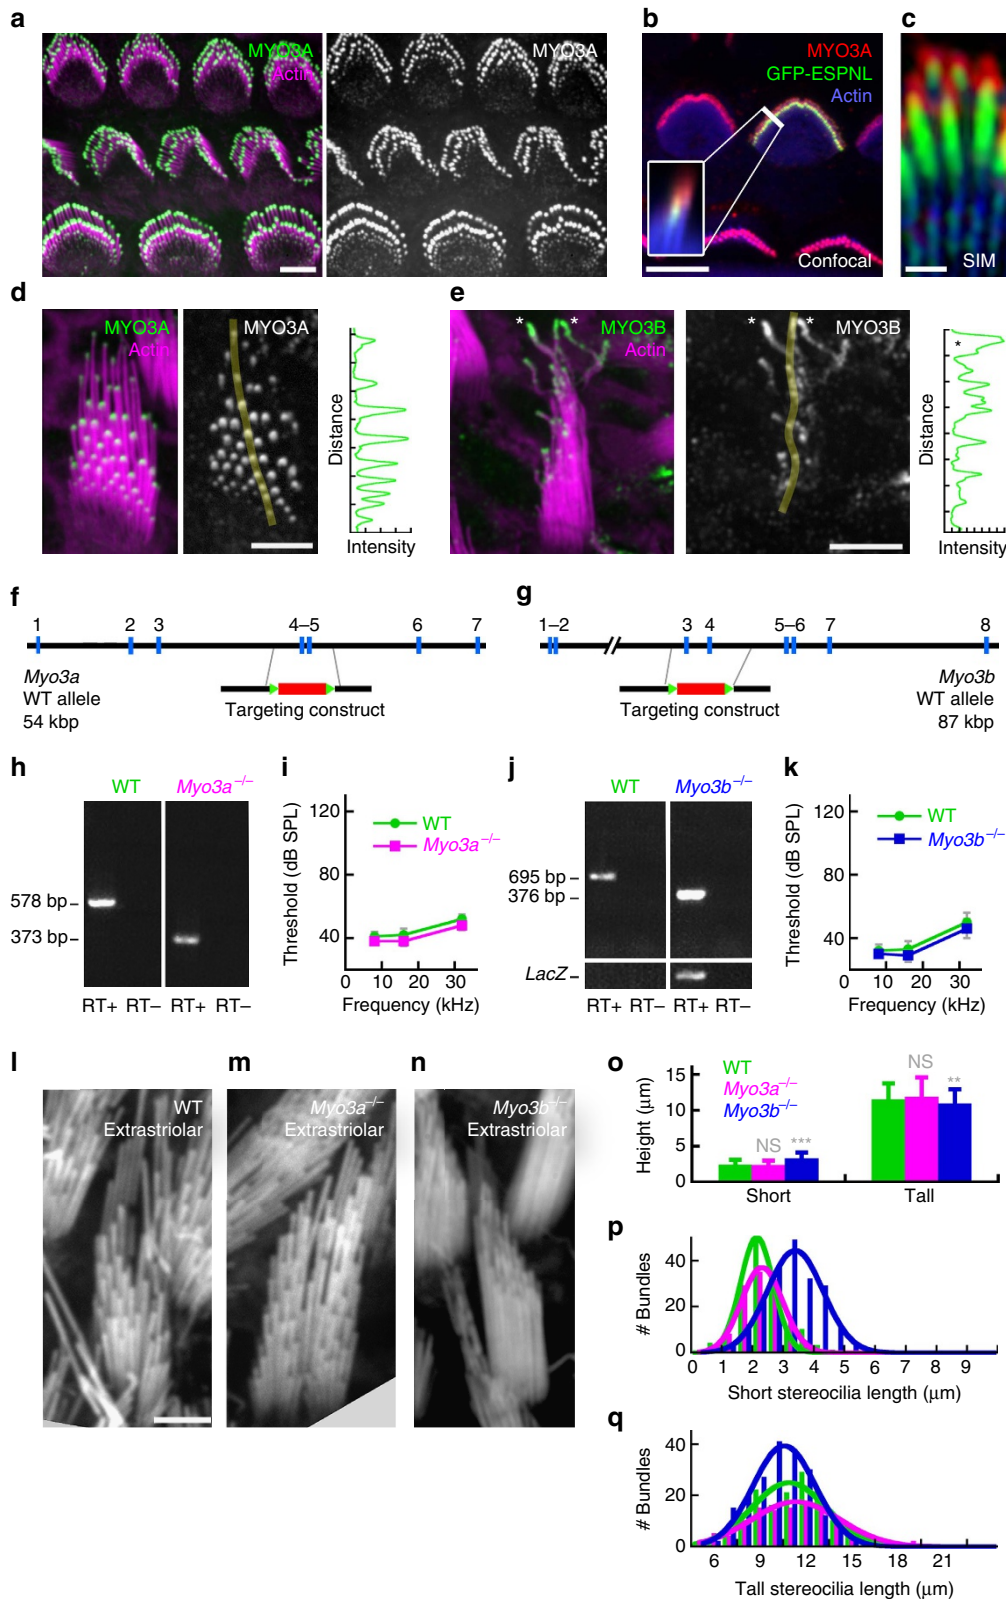 a
MYO3A
Actin
MYO3A
b
MYO3A
GFP-ESPNL
Actin
Confocal
c
SIM
d
MYO3A
Actin
MYO3A
Distance
Intensity
e
* *
MYO3B
Actin
* *
MYO3B
*
Distance
Intensity
f
1 2 3 4–5 6 7
Myo3a
WT allele
54 kbp
Targeting construct
g
1–2 3 4 5–6 7 8
Myo3b
WT allele
87 kbp
Targeting construct
h
WT Myo3a–/–
578 bp
373 bp
RT+ RT– RT+ RT–
i
120
80
40
Threshold (dB SPL)
WT
Myo3a–/–
0 10 20 30
Frequency (kHz)
j
WT Myo3b–/–
695 bp
376 bp
LacZ
RT+ RT– RT+ RT–
k
120
80
40
Threshold (dB SPL)
WT
Myo3b–/–
0 10 20 30
Frequency (kHz)
l
WT
Extrastriolar
m
Myo3a–/–
Extrastriolar
n
Myo3b–/–
Extrastriolar
o
WT
Myo3a–/–
Myo3b–/–
15
10
5
0
Height (μm)
NS ***
NS **
Short Tall
p
40
20
0
# Bundles
0 1 2 3 4 5 6 7 8 9
Short stereocilia length (μm)
q
40
20
0
# Bundles
6 9 12 15 18 21
Tall stereocilia length (μm)